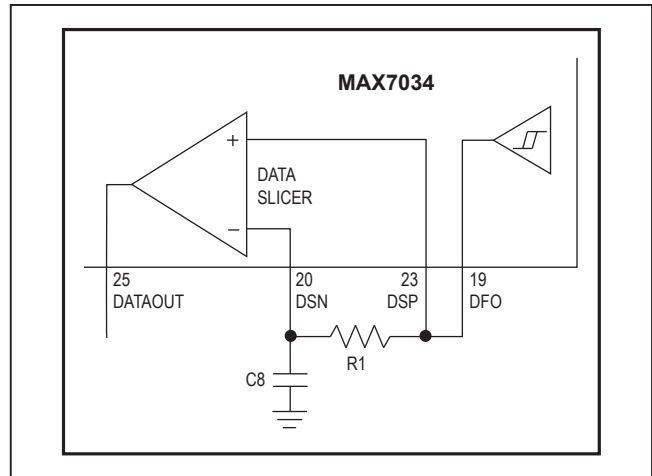 MAX7034
+
DATA
SLICER
−
25
DATAOUT
20
DSN
23
DSP
19
DFO
R1
C8